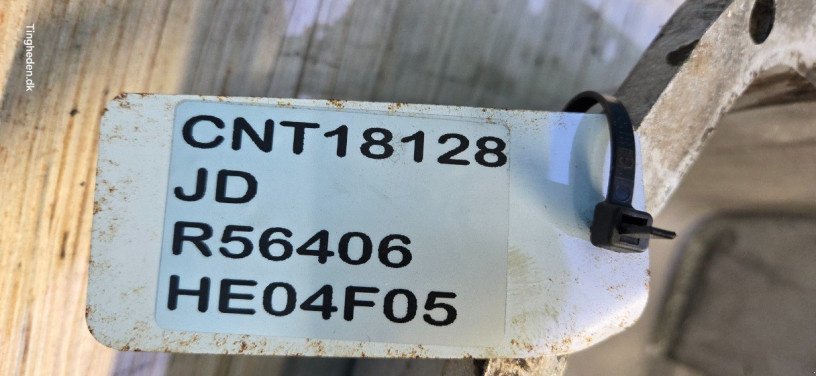 Tingheden.dk
CNT18128
JD
R56406
HE04F05